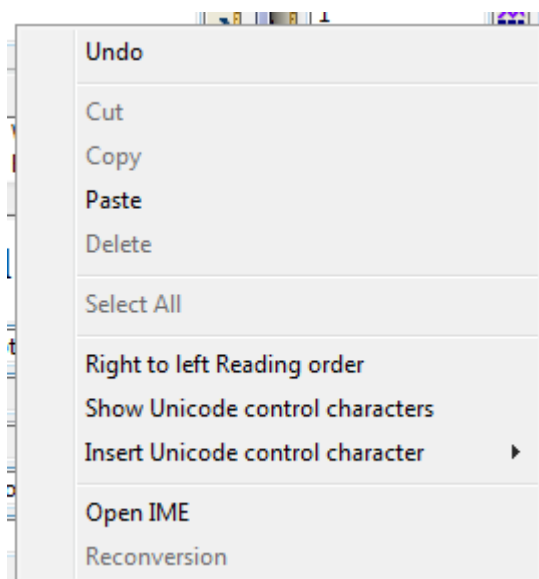 Undo
Cut
Copy
Paste
Delete
Select All
Right to left Reading order
Show Unicode control characters
Insert Unicode control character
Open IME
Reconversion